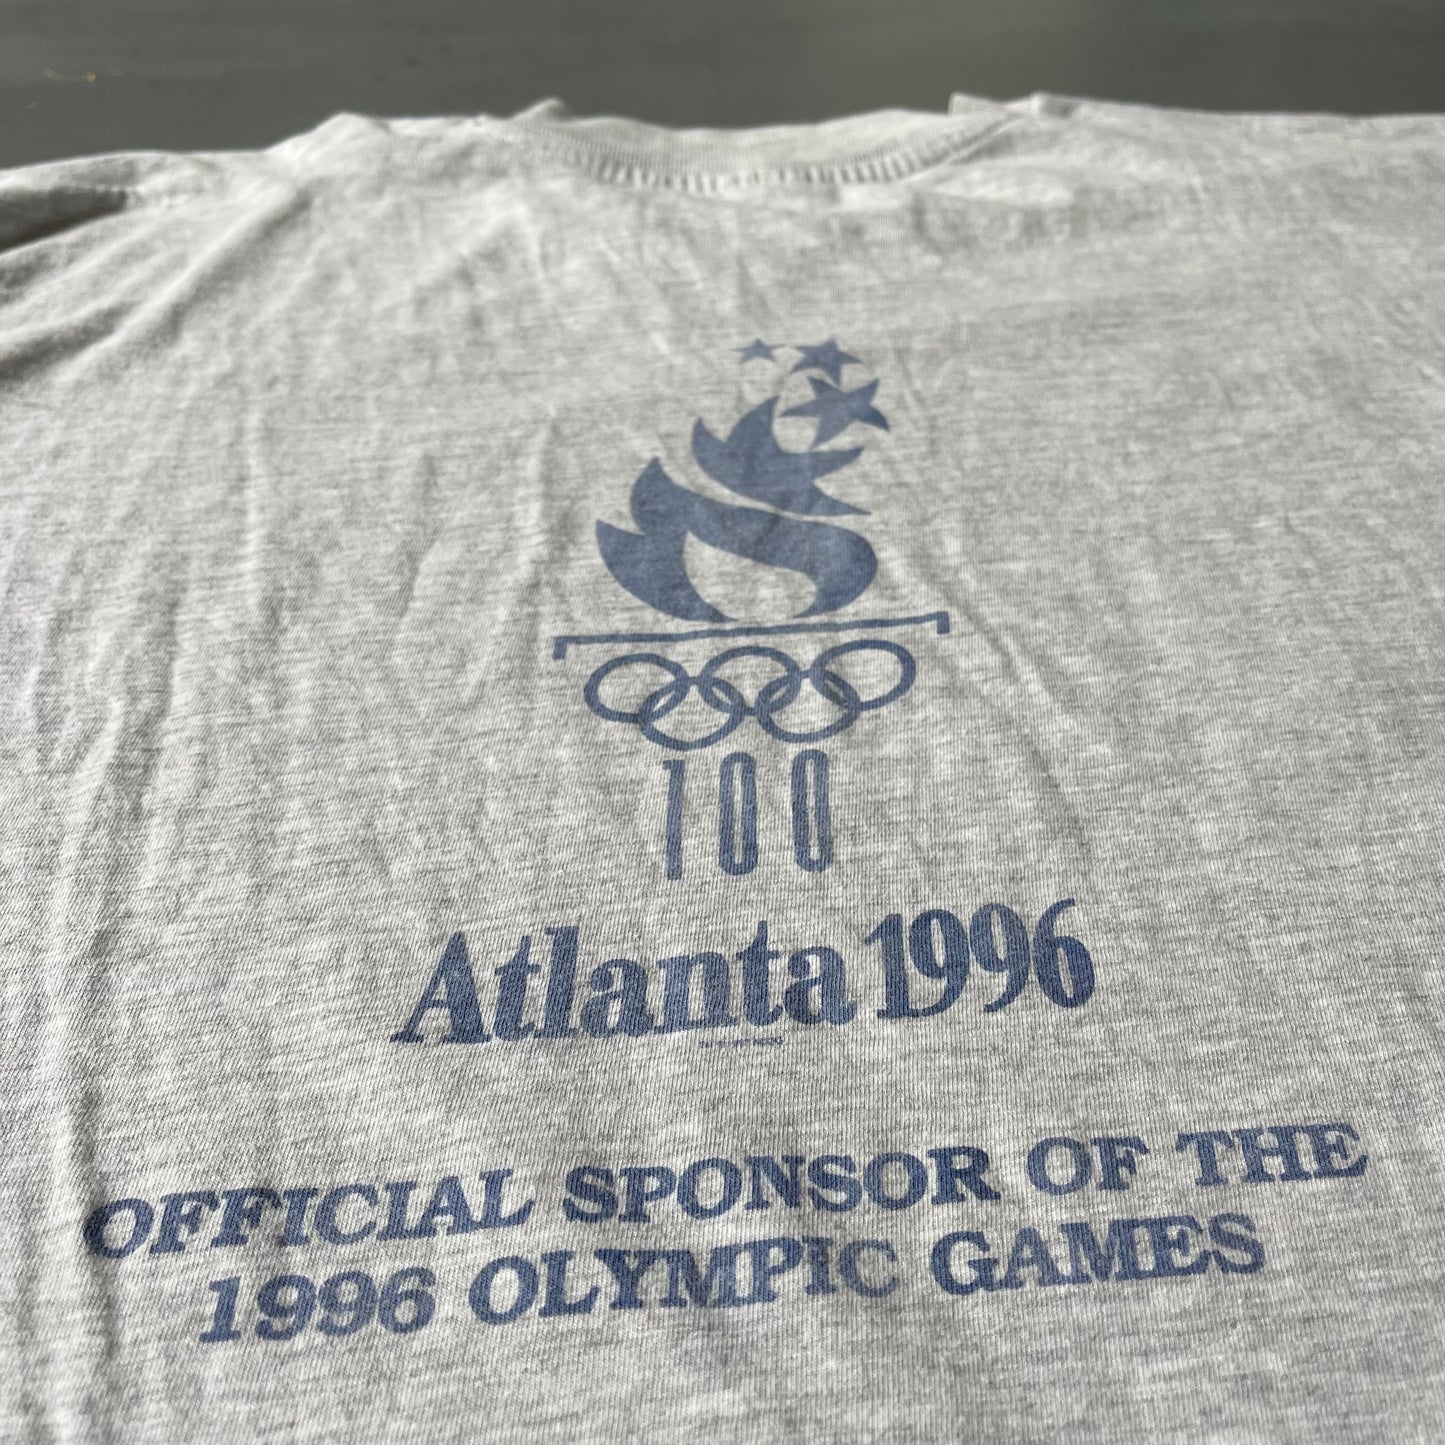 100
Atlanta 1996
OFFICIAL SPONSOR OF THE
1996 OLYMPIC GAMES